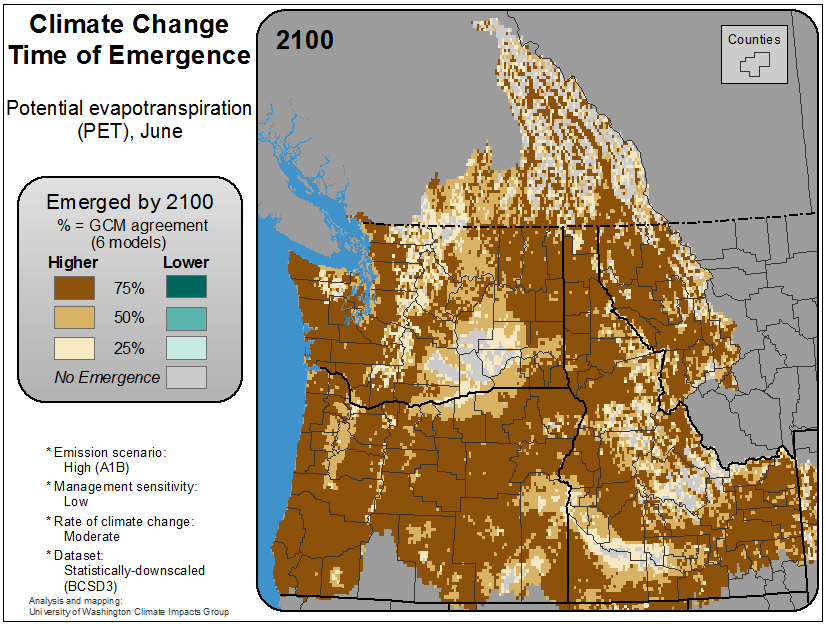 Climate Change
Time of Emergence
Potential evapotranspiration
(PET), June
Emerged by 2100
% = GCM agreement
(6 models)
Higher Lower
75%
50%
25%
No Emergence
* Emission scenario:
High (A1B)
* Management sensitivity:
Low
* Rate of climate change:
Moderate
* Dataset:
Statistically-downscaled
(BCSD3)
Analysis and mapping:
University of Washington Climate Impacts Group
2100
Counties